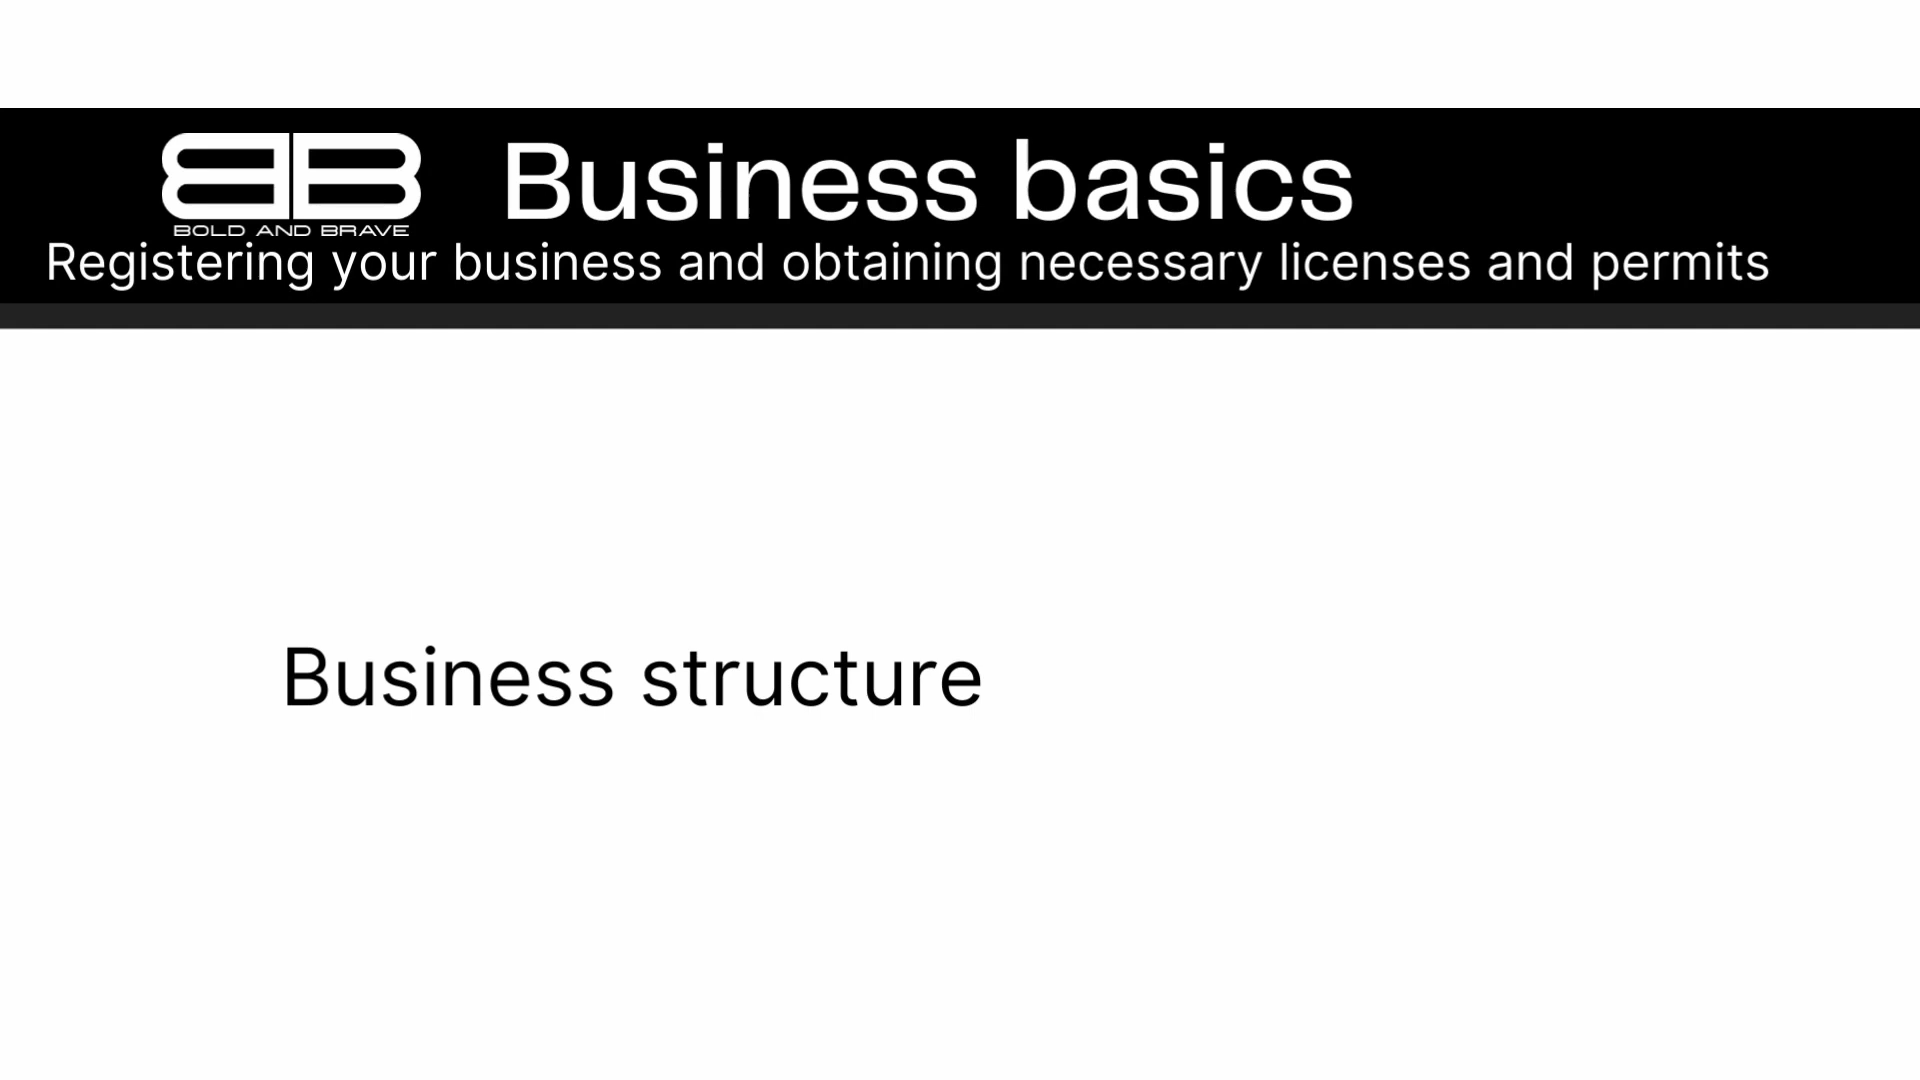 BB
BOLD AND BRAVE
Business basics
Registering your business and obtaining necessary licenses and permits
Business structure